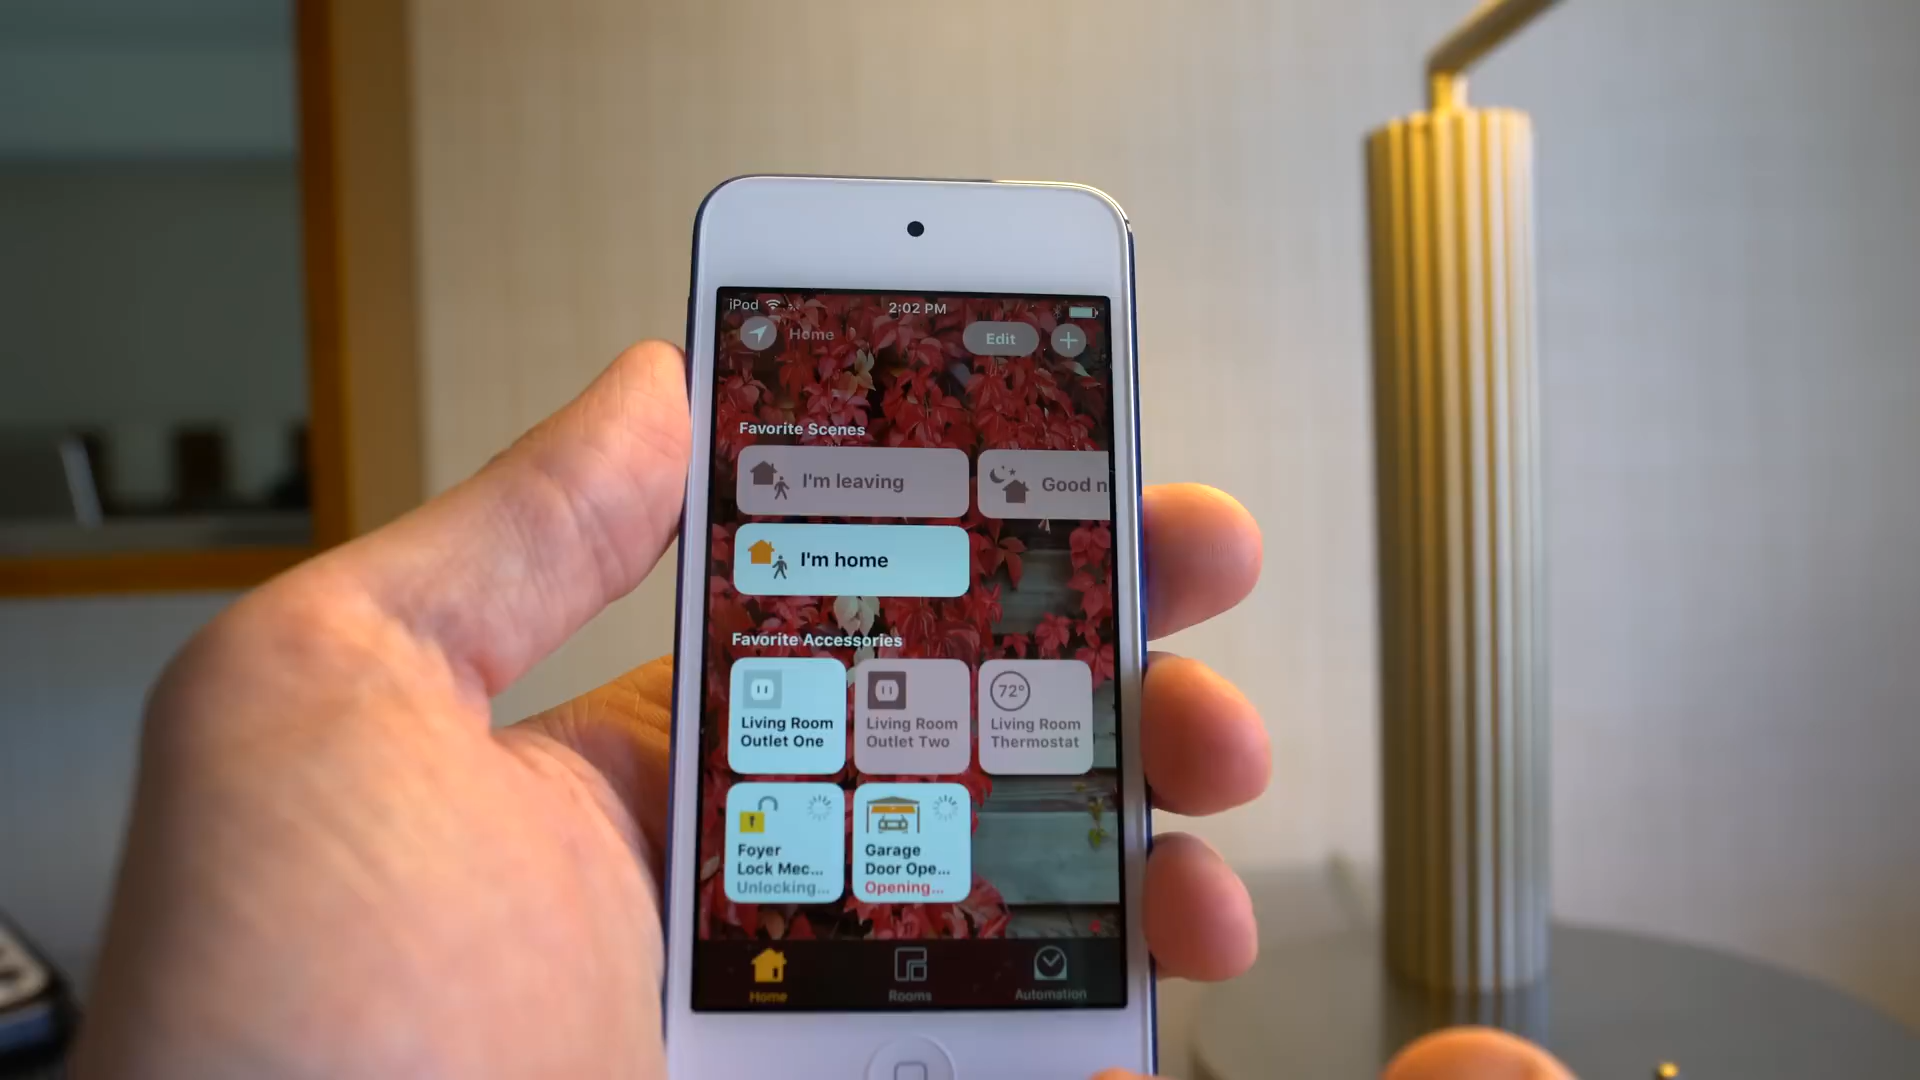 iPod 2:02 PM
Home Edit
Favorite Scenes
I'm leaving Good n
I'm home
Favorite Accessories
Living Room
Outlet One
Living Room
Outlet Two
72°
Living Room
Thermostat
Foyer
Lock Mec...
Unlocking...
Garage
Door Ope...
Opening...
Home Rooms Automation